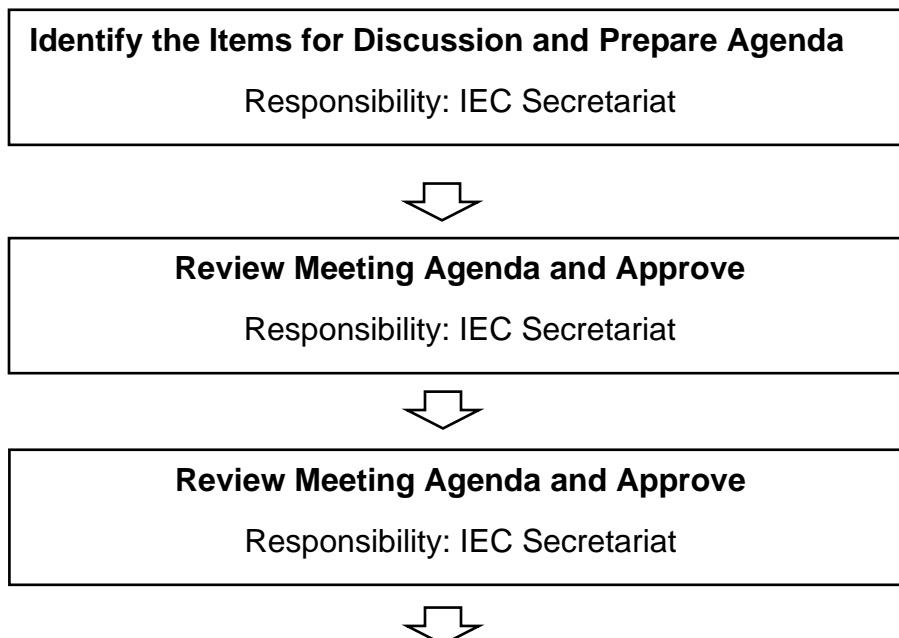 Identify the Items for Discussion and Prepare Agenda
Responsibility: IEC Secretariat
Review Meeting Agenda and Approve
Responsibility: IEC Secretariat
Review Meeting Agenda and Approve
Responsibility: IEC Secretariat